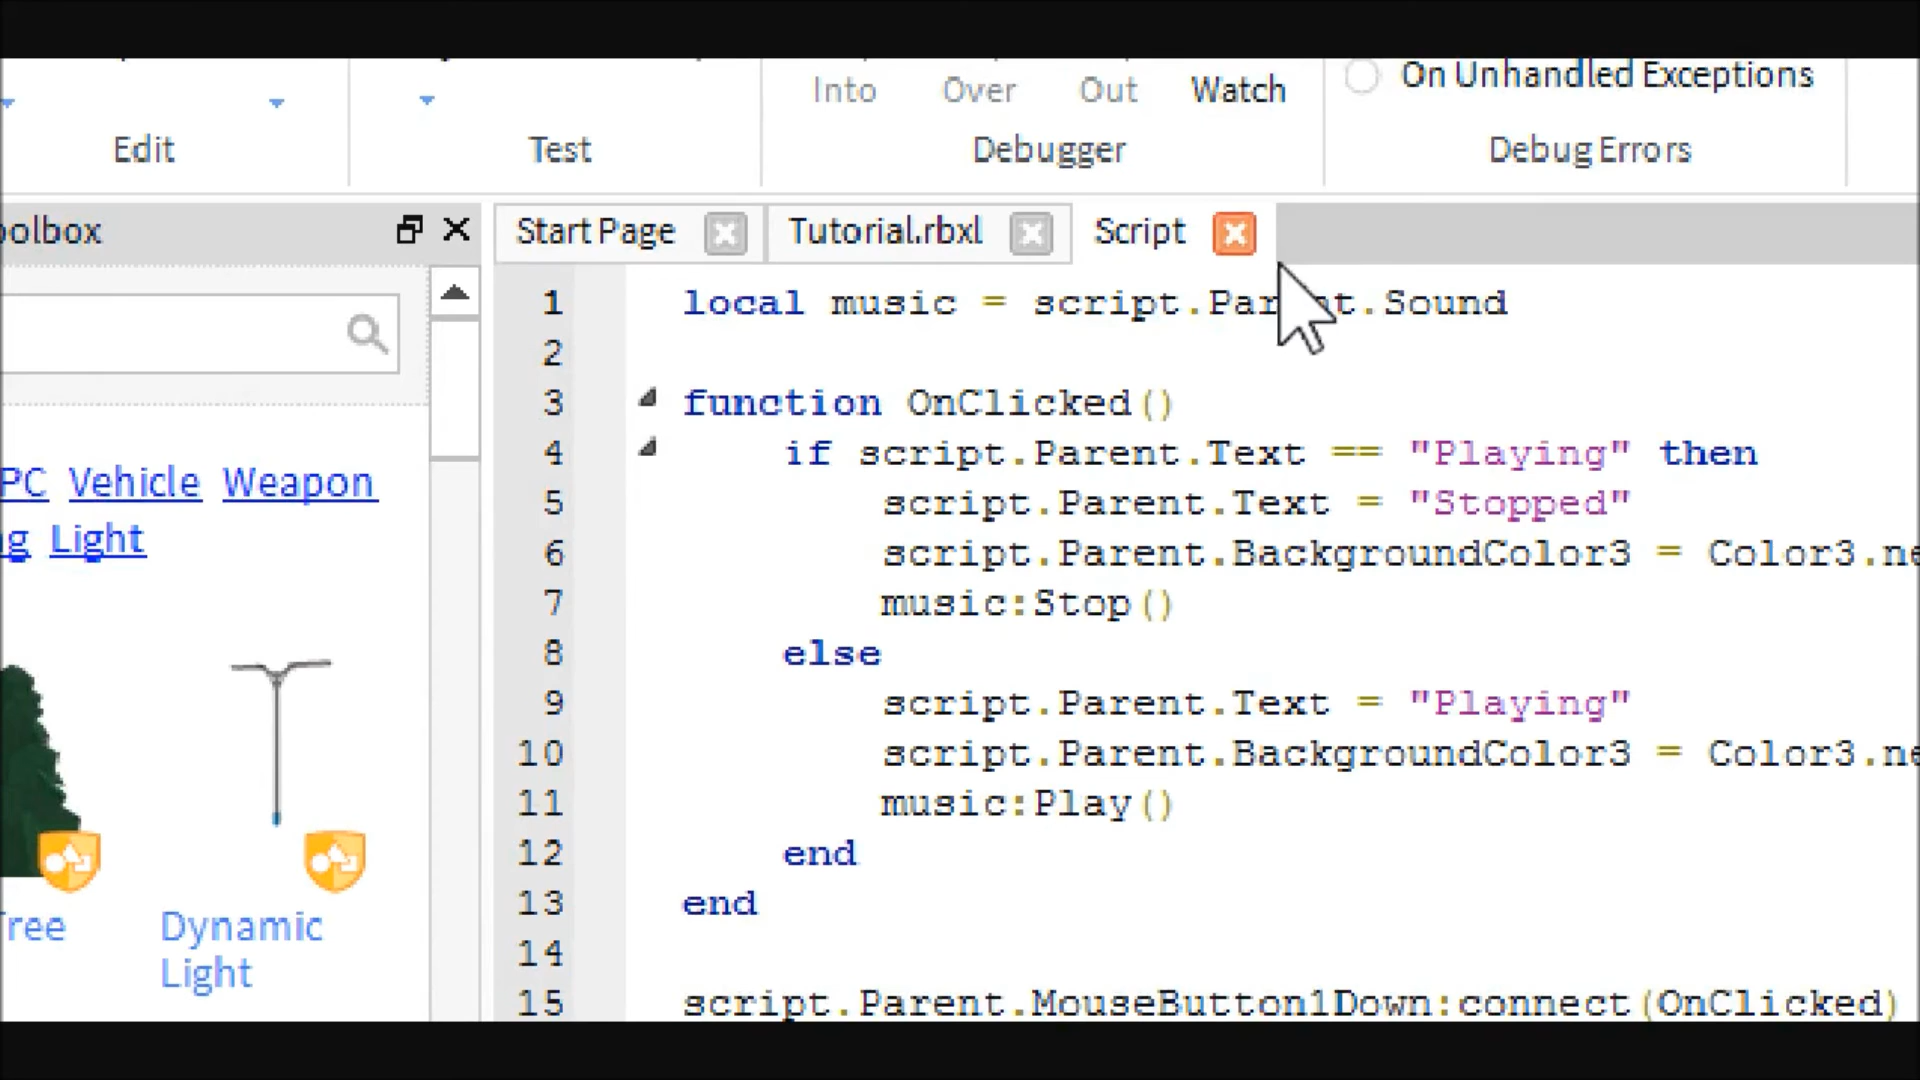 Into Over Out Watch On Unhandled Exceptions
Edit Test Debugger Debug Errors
oolbox Start Page Tutorial.rbxl Script
1 local music = script.Parent.Sound
2
3 function OnClicked()
4 if script.Parent.Text == "Playing" then
5 script.Parent.Text = "Stopped"
6 script.Parent.BackgroundColor3 = Color3.ne
7 music:Stop()
8 else
9 script.Parent.Text = "Playing"
10 script.Parent.BackgroundColor3 = Color3.ne
11 music:Play()
12 end
13 end
14
15 script.Parent.MouseButton1Down:connect(OnClicked)
PC Vehicle Weapon
g Light
ree Dynamic
Light